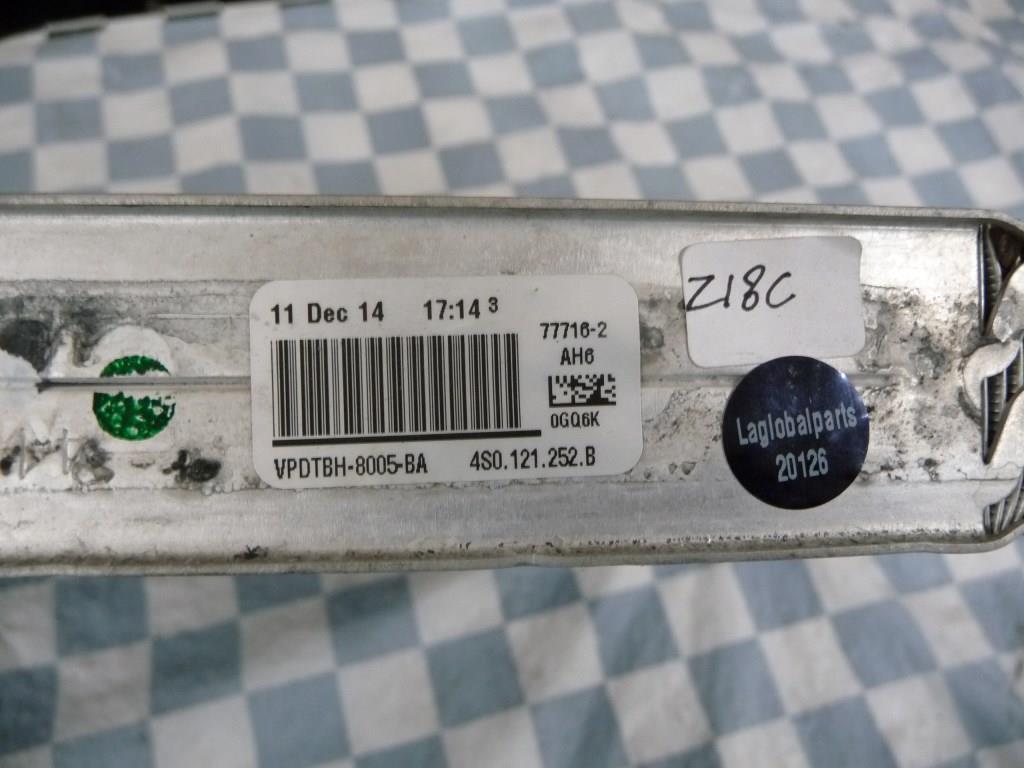 11 Dec 14 17:14 3
77716-2
AH6
0GQ6K
VPDTBH-8005-BA 4S0.121.252.B
Z18C
Laglobalparts
20126